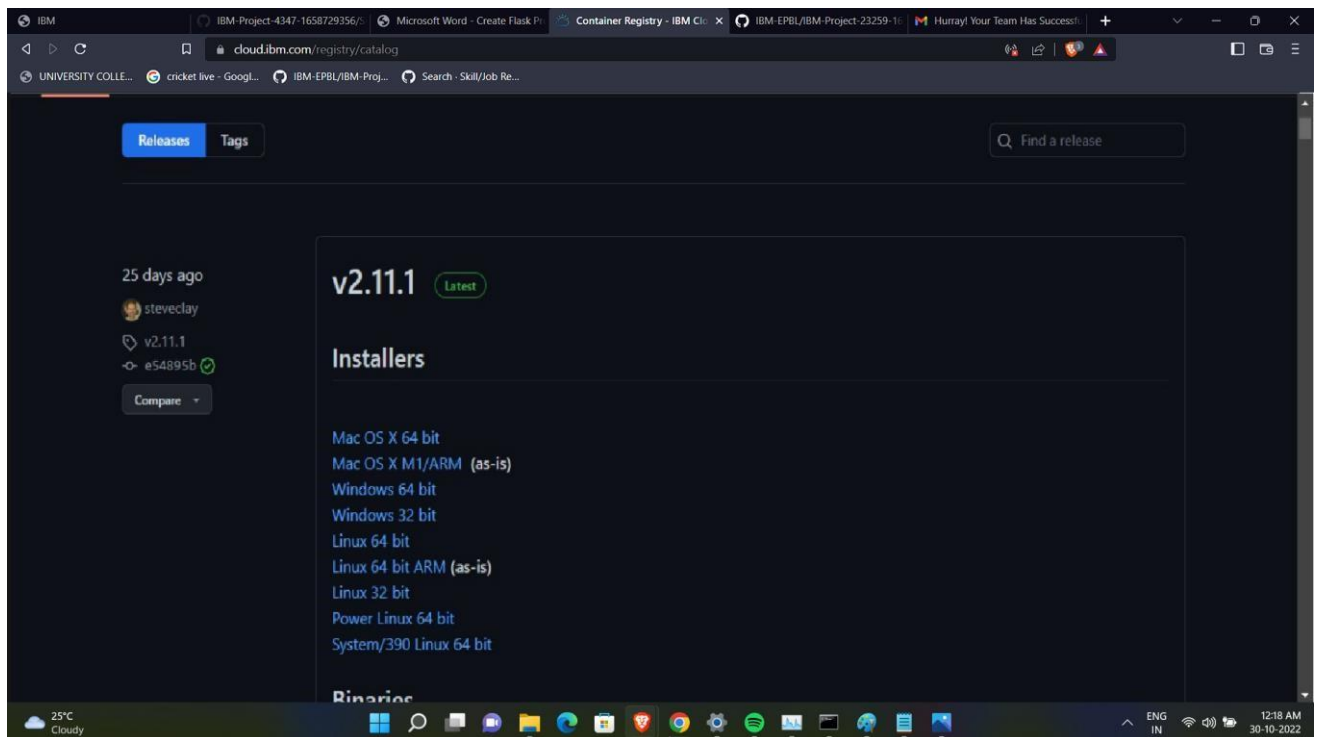 IBM
IBM-Project-4347-1658729356/S
Microsoft Word - Create Flask Pr
Container Registry - IBM Clo
IBM-EPBL/IBM-Project-23259-16
Hurray! Your Team Has Successfu
cloud.ibm.com/registry/catalog
UNIVERSITY COLLE...
cricket live - Googl...
IBM-EPBL/IBM-Proj...
Search · Skill/Job Re...
Releases
Tags
Find a release
25 days ago
steveclay
v2.11.1
e54895b
Compare
v2.11.1 Latest
Installers
Mac OS X 64 bit
Mac OS X M1/ARM (as-is)
Windows 64 bit
Windows 32 bit
Linux 64 bit
Linux 64 bit ARM (as-is)
Linux 32 bit
Power Linux 64 bit
System/390 Linux 64 bit
Binaries
25°C
Cloudy
ENG
IN
12:18 AM
30-10-2022